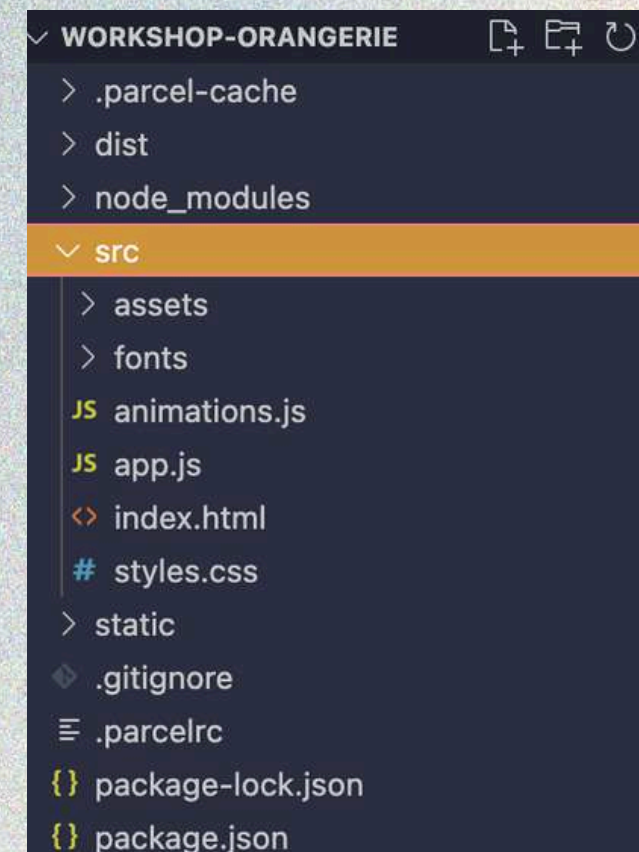 WORKSHOP-ORANGERIE
.parcel-cache
dist
node_modules
src
assets
fonts
JS animations.js
JS app.js
<> index.html
# styles.css
static
.gitignore
.parcelrc
{} package-lock.json
{} package.json